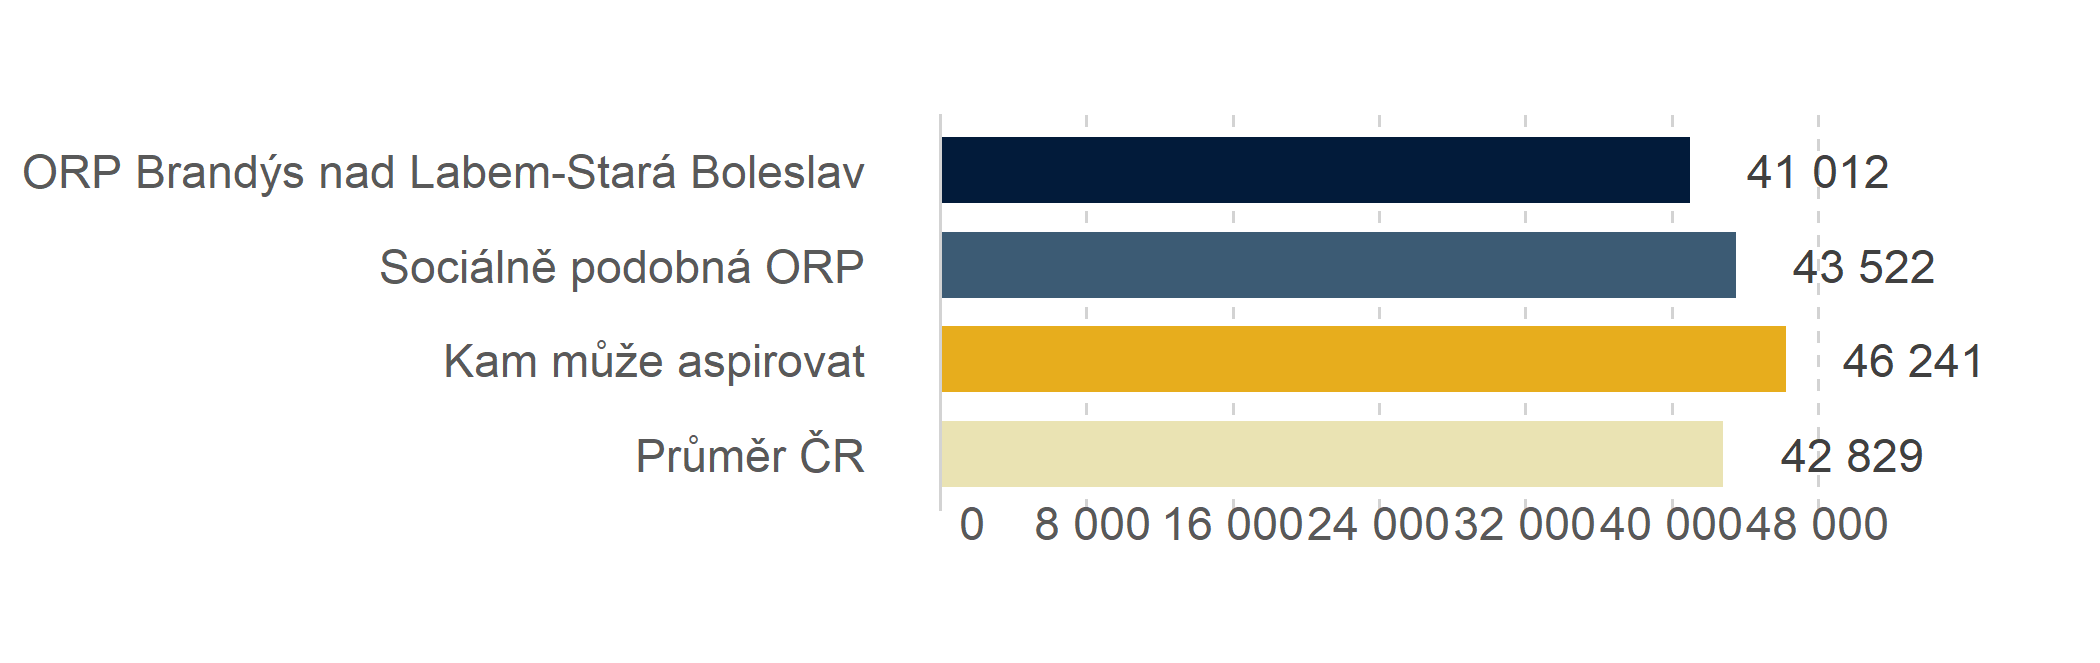 ORP Brandýs nad Labem-Stará Boleslav 41 012
Sociálně podobná ORP 43 522
Kam může aspirovat 46 241
Průměr ČR 42 829
0 8 000 16 000 24 000 32 000 40 000 48 000